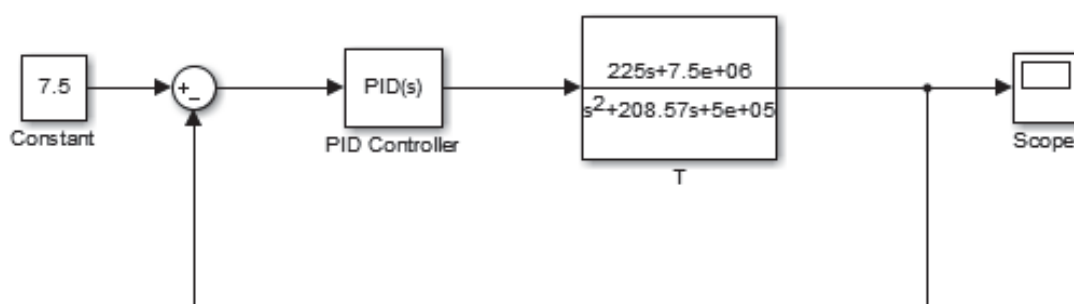 7.5
Constant
+
−
PID(s)
PID Controller
225s+7.5e+06
s²+208.57s+5e+05
T
Scope